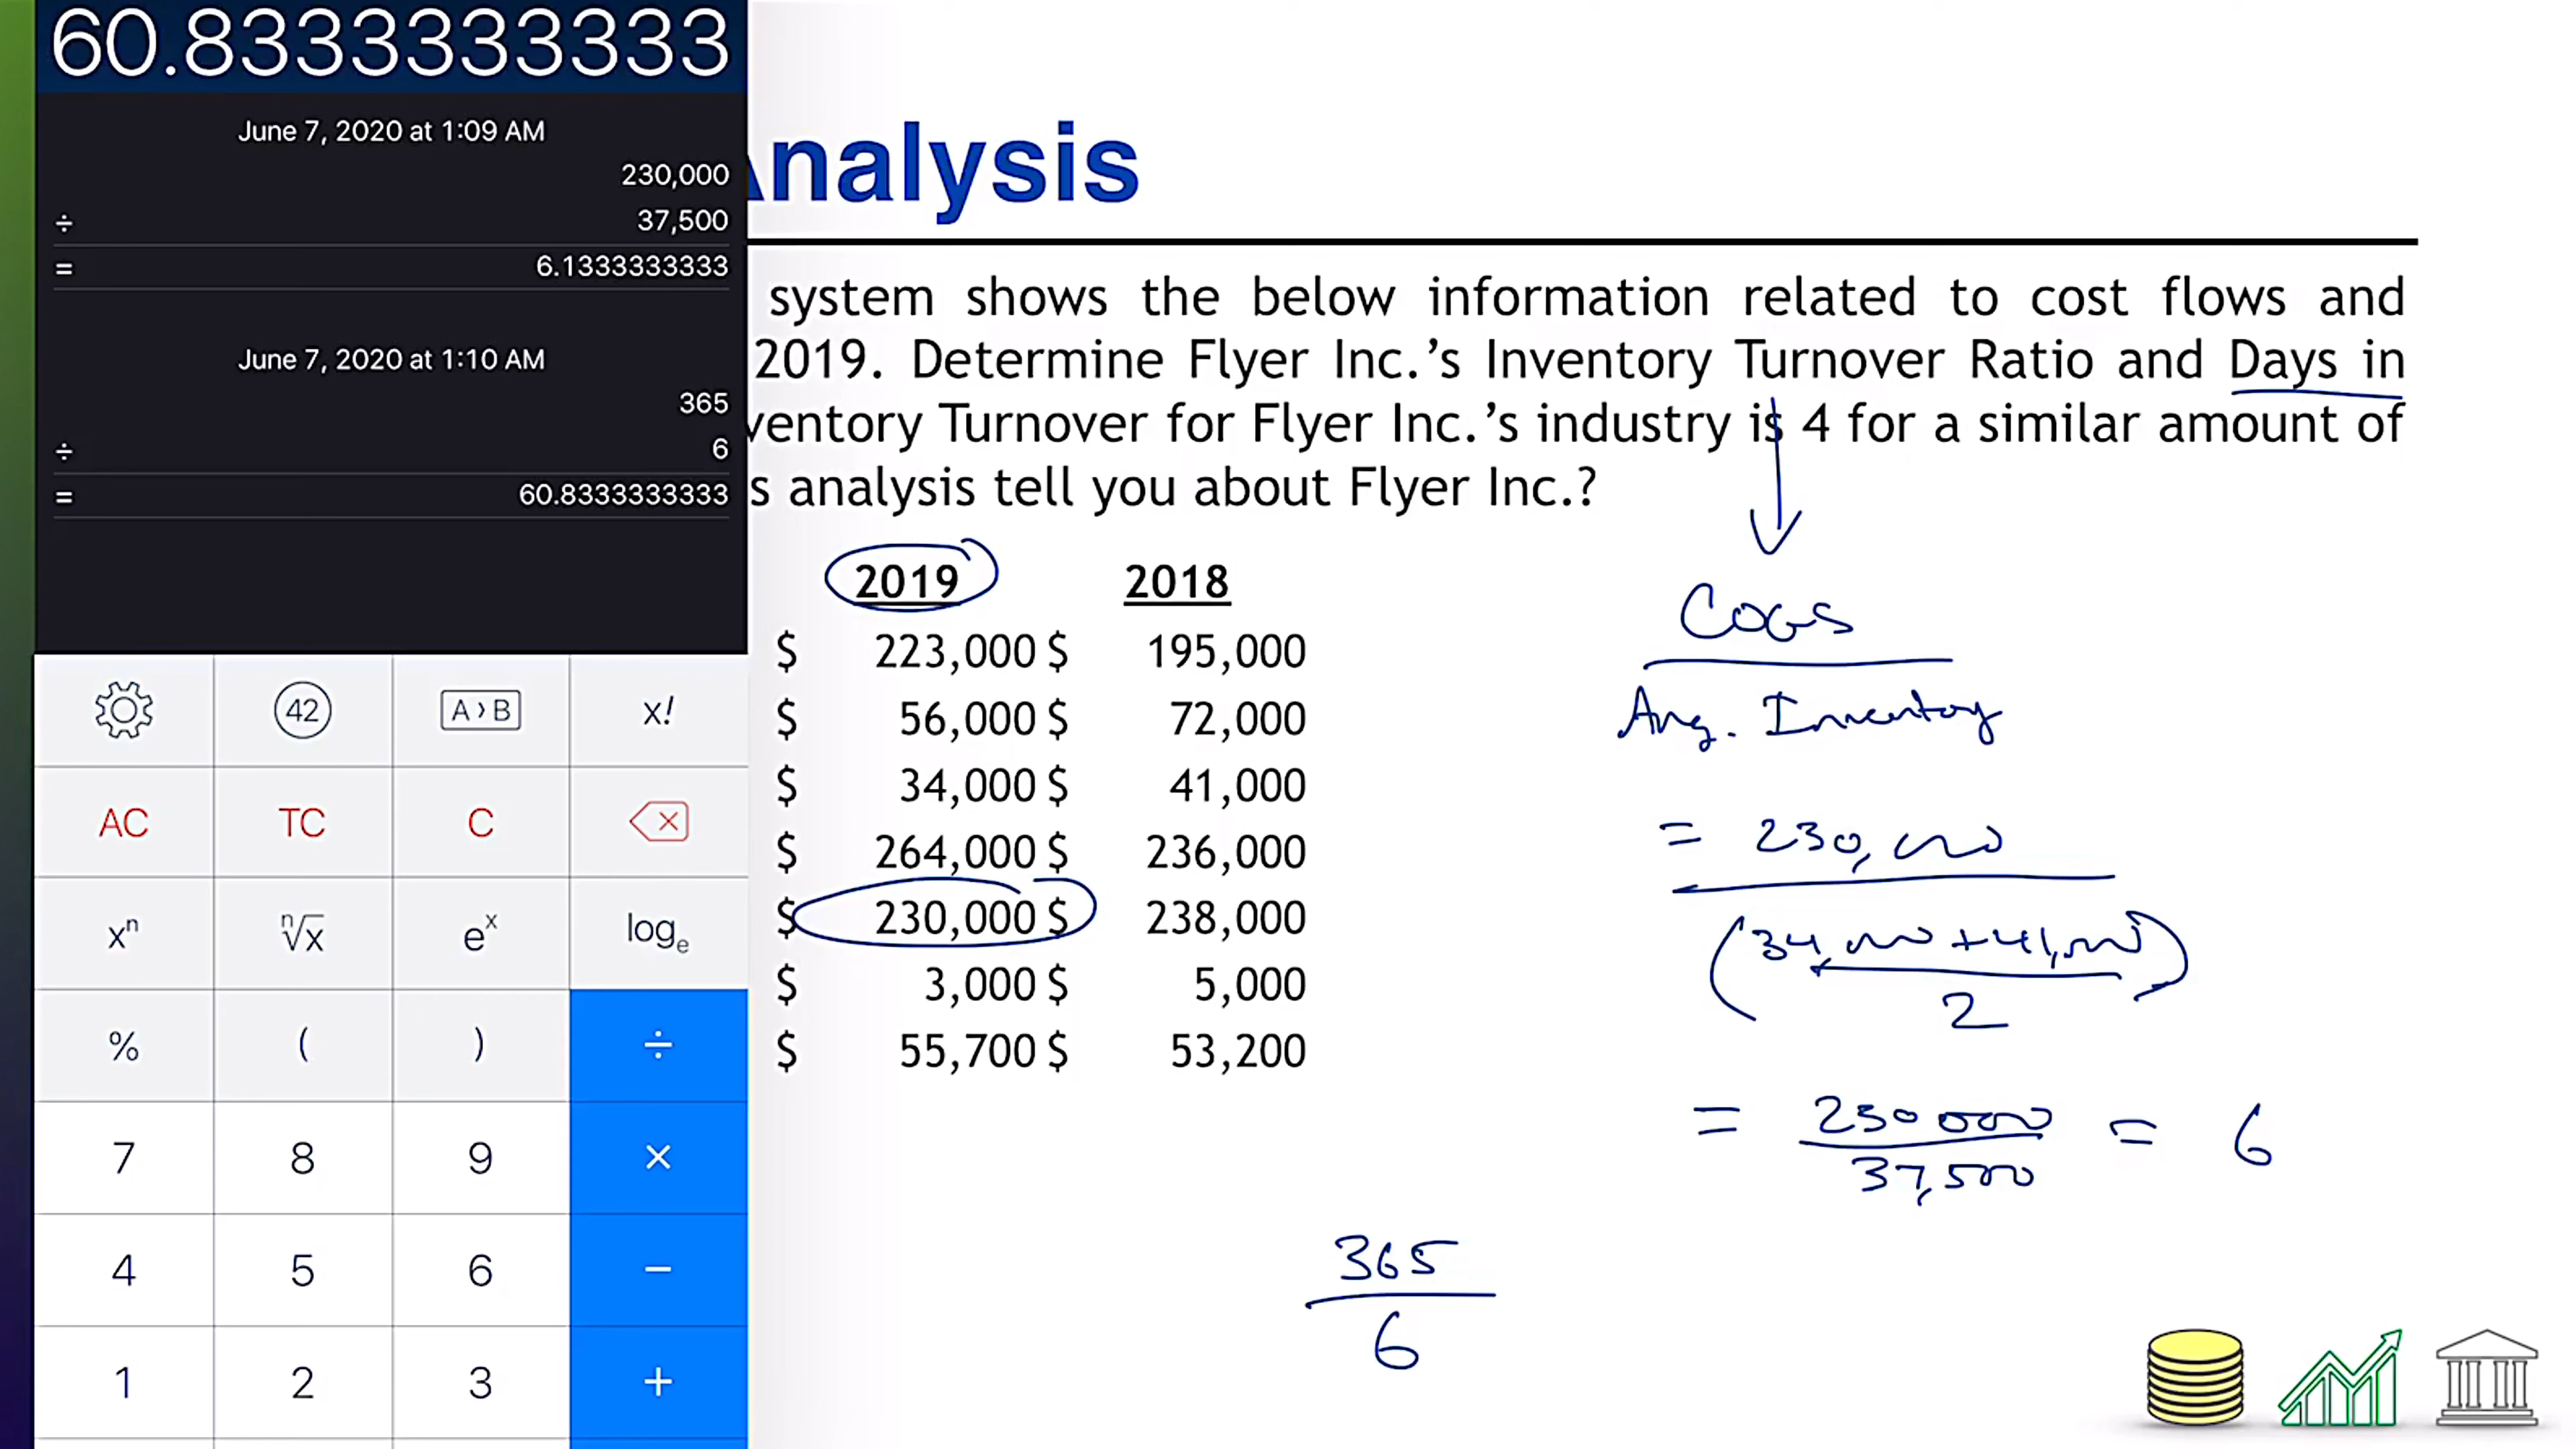 60.8333333333
June 7, 2020 at 1:09 AM
230,000
÷ 37,500
= 6.1333333333
June 7, 2020 at 1:10 AM
365
÷ 6
= 60.8333333333
42 A›B x!
AC TC C
xⁿ ⁿ√x eˣ logₑ
% ( ) ÷
7 8 9 ×
4 5 6 −
1 2 3 +
Analysis
system shows the below information related to cost flows and
2019. Determine Flyer Inc.’s Inventory Turnover Ratio and Days in
ventory Turnover for Flyer Inc.’s industry is 4 for a similar amount of
s analysis tell you about Flyer Inc.?
2019 2018
$ 223,000 $ 195,000
$ 56,000 $ 72,000
$ 34,000 $ 41,000
$ 264,000 $ 236,000
$ 230,000 $ 238,000
$ 3,000 $ 5,000
$ 55,700 $ 53,200
COGS
Avg. Inventory
= 230,000
(34,000 + 41,000)
2
= 230000 = 6
37,500
365
6